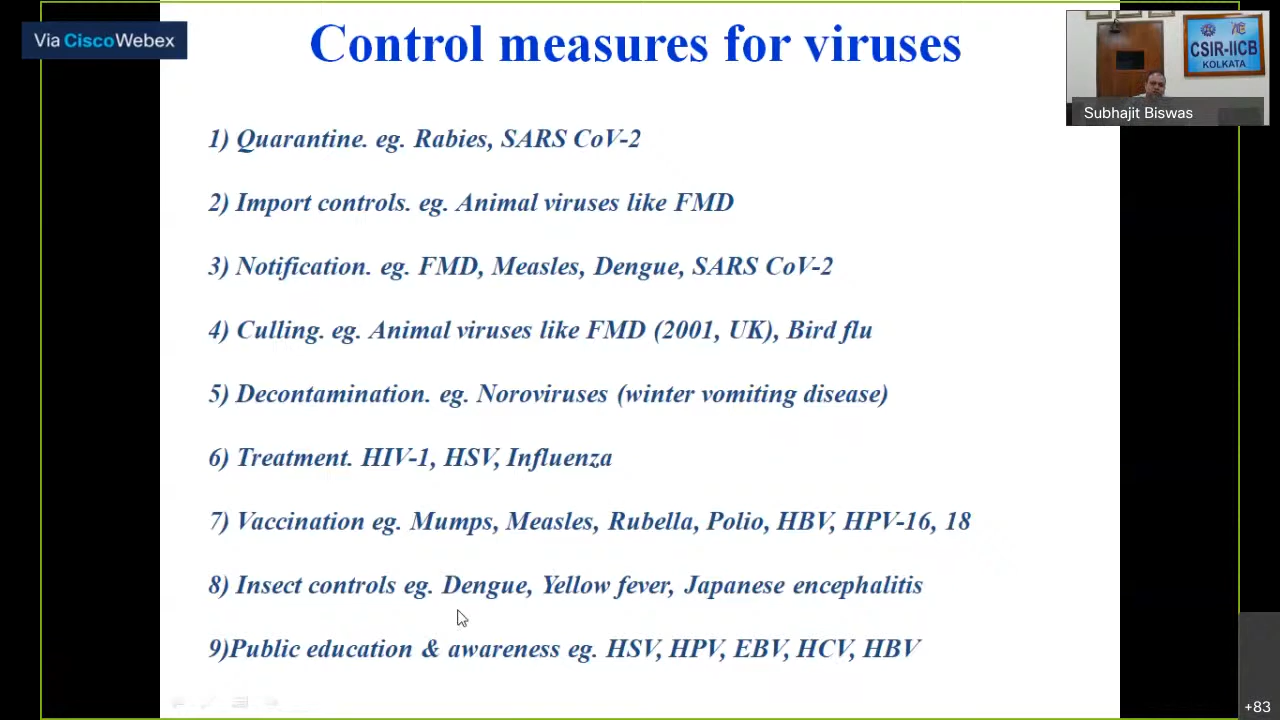 Via Cisco Webex
Control measures for viruses
CSIR-IICB
KOLKATA
Subhajit Biswas
1) Quarantine. eg. Rabies, SARS CoV-2
2) Import controls. eg. Animal viruses like FMD
3) Notification. eg. FMD, Measles, Dengue, SARS CoV-2
4) Culling. eg. Animal viruses like FMD (2001, UK), Bird flu
5) Decontamination. eg. Noroviruses (winter vomiting disease)
6) Treatment. HIV-1, HSV, Influenza
7) Vaccination eg. Mumps, Measles, Rubella, Polio, HBV, HPV-16, 18
8) Insect controls eg. Dengue, Yellow fever, Japanese encephalitis
9)Public education & awareness eg. HSV, HPV, EBV, HCV, HBV
+83